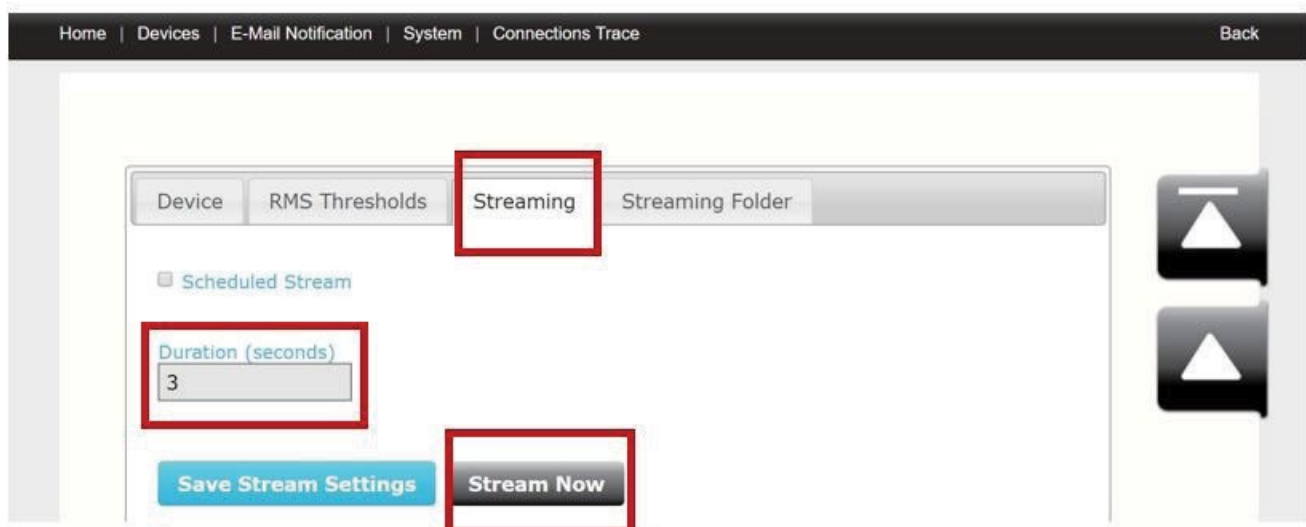 Home | Devices | E-Mail Notification | System | Connections Trace Back
Device RMS Thresholds Streaming Streaming Folder
Scheduled Stream
Duration (seconds)
3
Save Stream Settings Stream Now